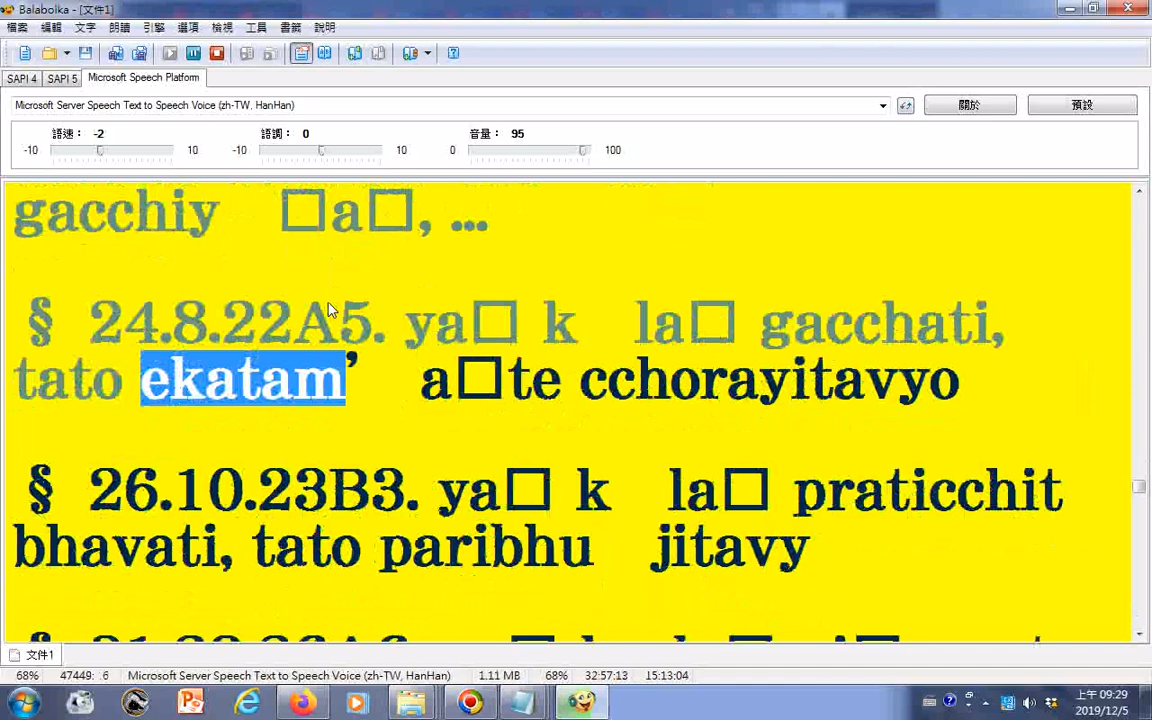 Balabolka - [文件1]
檔案 編輯 文字 朗讀 引擎 選項 檢視 工具 書籤 說明
SAPI 4 SAPI 5 Microsoft Speech Platform
Microsoft Server Speech Text to Speech Voice (zh-TW, HanHan) 關於 預設
語速： -2 語調： 0 音量： 95
-10 10 -10 10 0 100
gacchiy □a□, ...
§ 24.8.22A5. ya□ k la□ gacchati,
tato ekatam’ a□te cchorayitavyo
§ 26.10.23B3. ya□ k la□ praticchit
bhavati, tato paribhu jitavy
文件1
68% 47449: .6 Microsoft Server Speech Text to Speech Voice (zh-TW, HanHan) 1.11 MB 68% 32:57:13 15:13:04
上午 09:29
2019/12/5